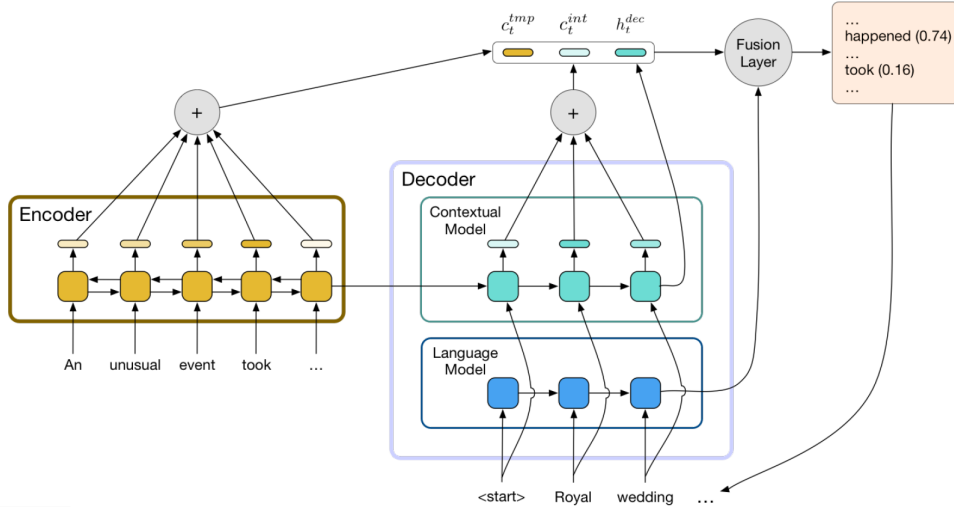 c_t^{tmp} c_t^{int} h_t^{dec}
Fusion
Layer
...
happened (0.74)
...
took (0.16)
...
+
+
Encoder
Decoder
Contextual
Model
Language
Model
An unusual event took ...
<start> Royal wedding ...